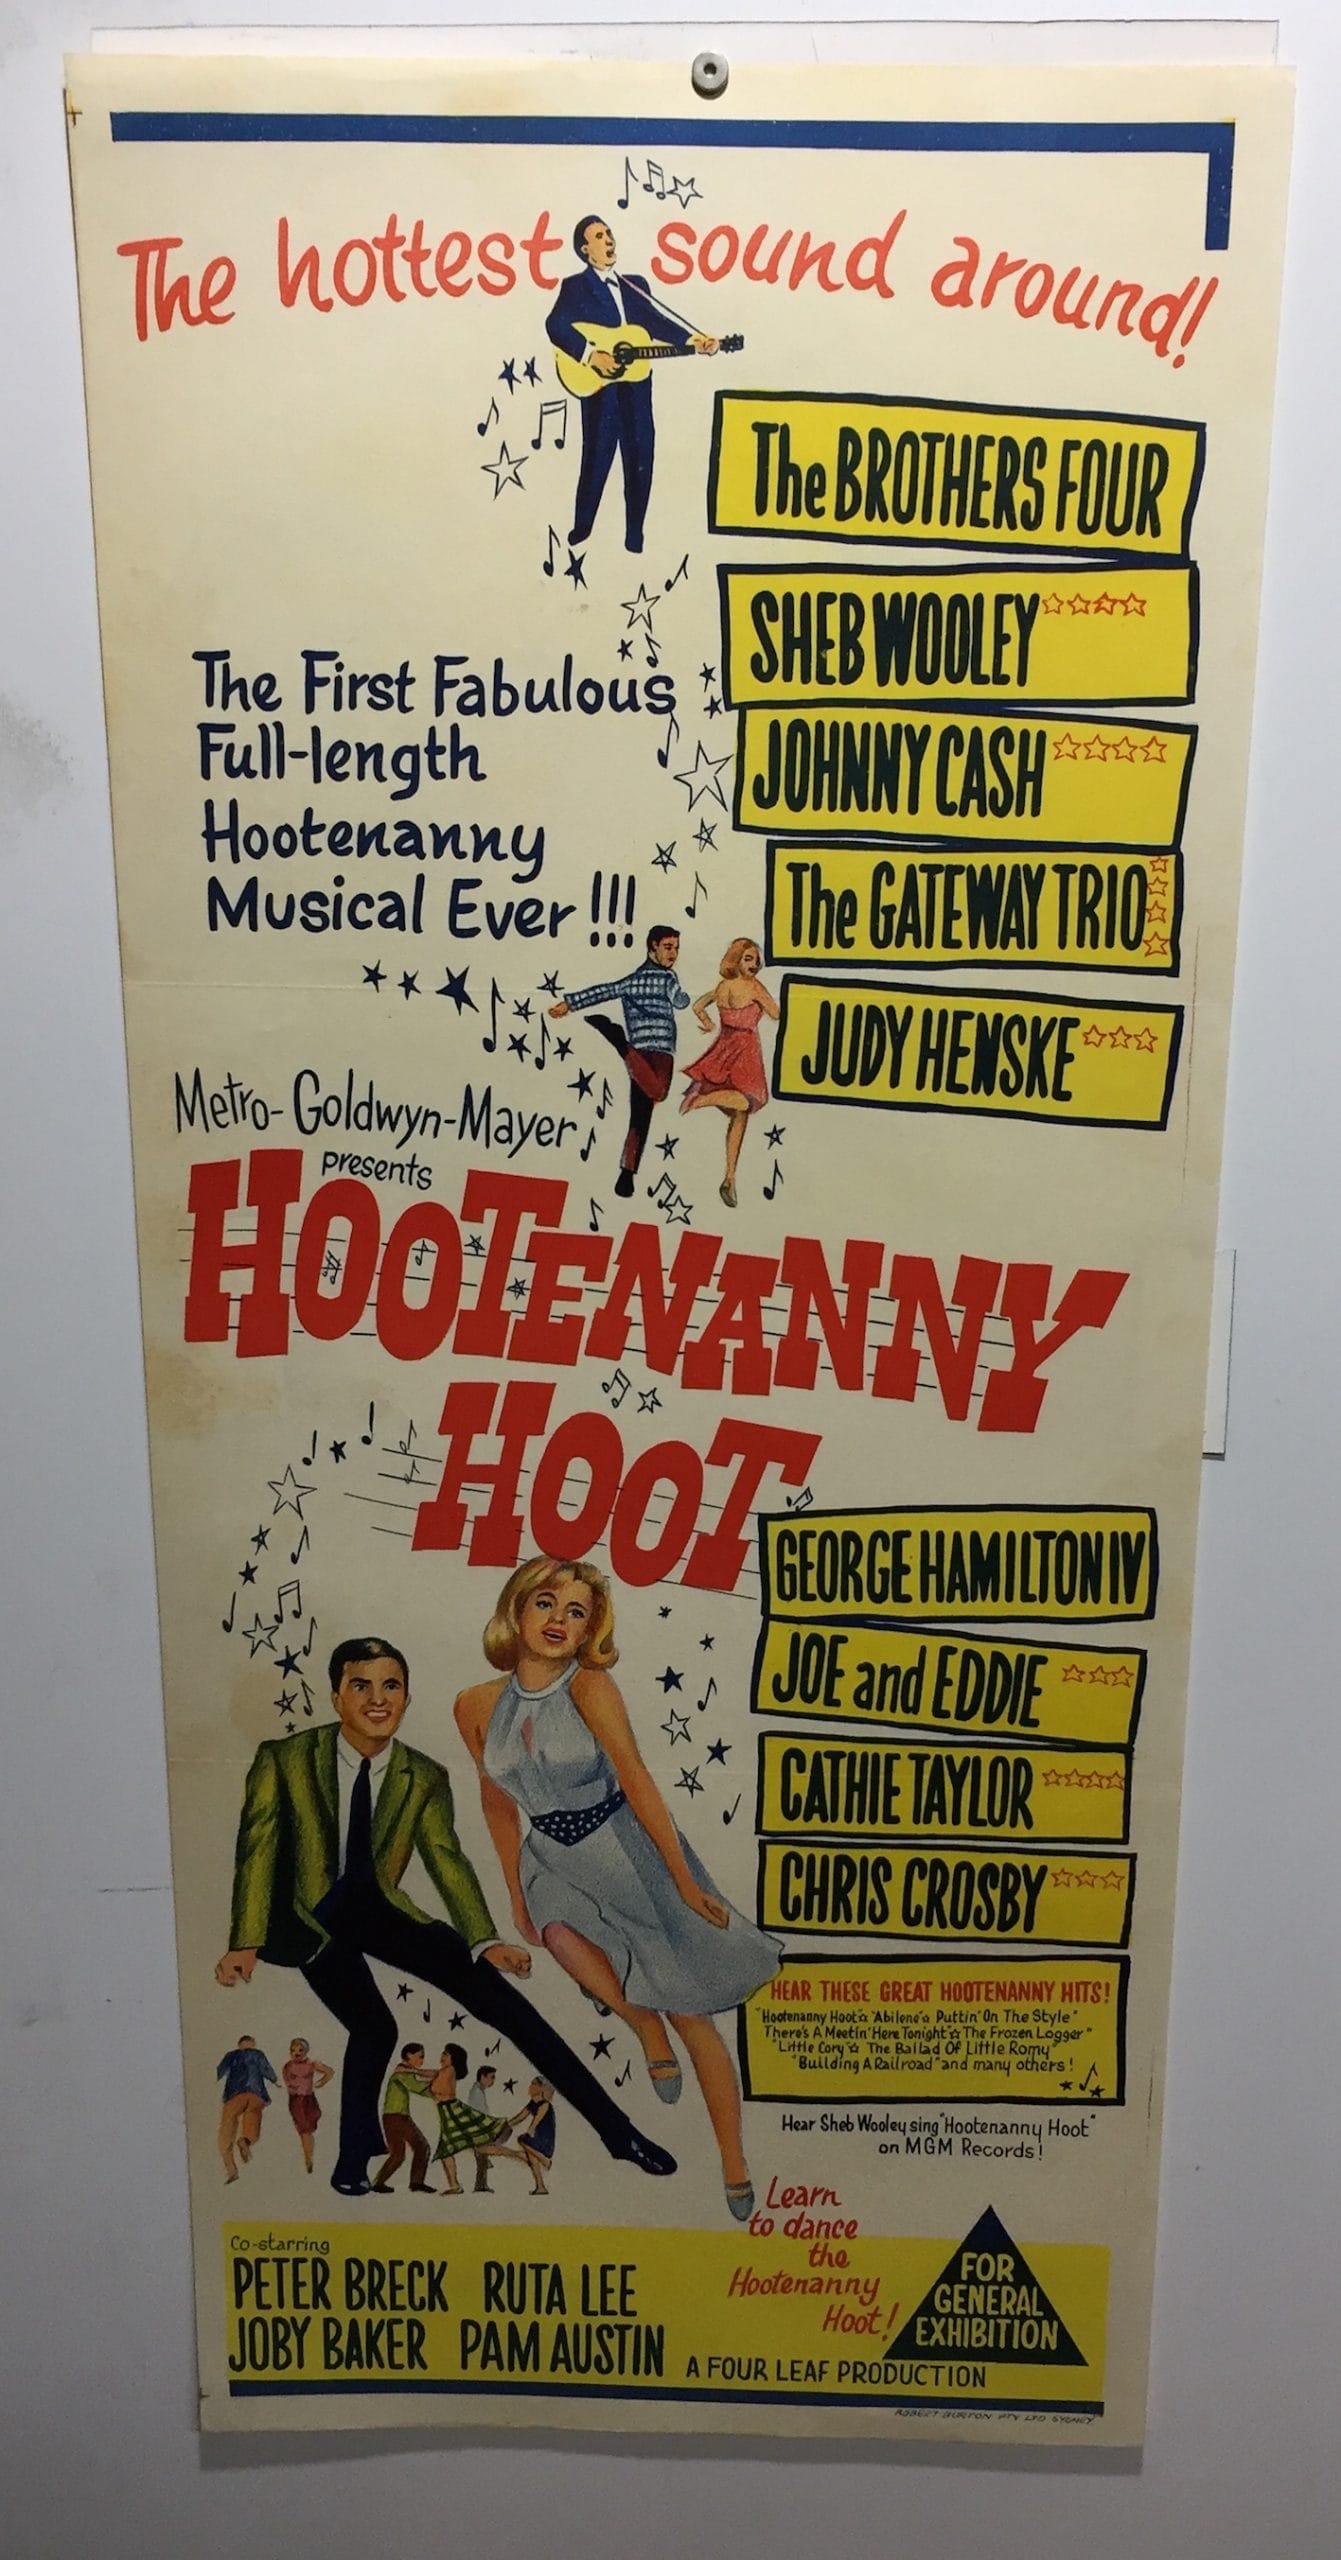 The hottest sound around!
The BROTHERS FOUR
SHEB WOOLEY
JOHNNY CASH
The GATEWAY TRIO
JUDY HENSKE
The First Fabulous
Full-length
Hootenanny
Musical Ever!!!
Metro-Goldwyn-Mayer
presents
HOOTENANNY
HOOT
GEORGE HAMILTON IV
JOE and EDDIE
CATHIE TAYLOR
CHRIS CROSBY
HEAR THESE GREAT HOOTENANNY HITS!
"Hootenanny Hoot"☆"Abilene"☆ Puttin' On The Style"
There's A Meetin' Here Tonight"☆The Frozen Logger"
"Little Cory"☆ The Ballad Of Little Romy"
"Building A Railroad" and many others!
Hear Sheb Wooley sing "Hootenanny Hoot"
on MGM Records!
Learn
to dance
the
Hootenanny
Hoot!
Co-starring
PETER BRECK RUTA LEE
JOBY BAKER PAM AUSTIN
A FOUR LEAF PRODUCTION
FOR
GENERAL
EXHIBITION
ROBERT BURTON PTY LTD SYDNEY